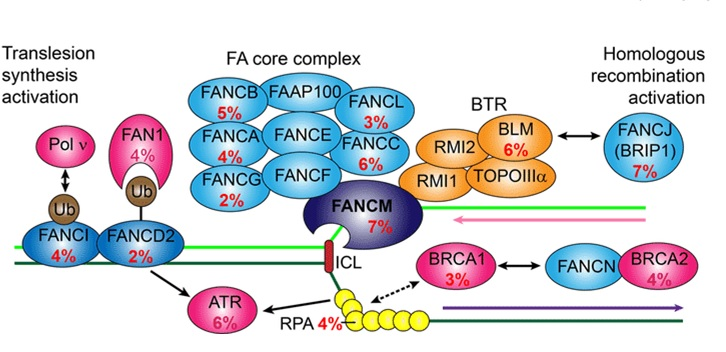 Translesion
synthesis
activation
FA core complex
Homologous
recombination
activation
BTR
FANCB
5%
FAAP100
FANCL
3%
FANCA
4%
FANCE
FANCC
6%
FANCG
2%
FANCF
FANCM
7%
RMI2
BLM
6%
RMI1
TOPOIIIα
FANCJ
(BRIP1)
7%
Pol ν
FAN1
4%
Ub
Ub
FANCI
4%
FANCD2
2%
ICL
BRCA1
3%
FANCN
BRCA2
4%
ATR
6%
RPA 4%